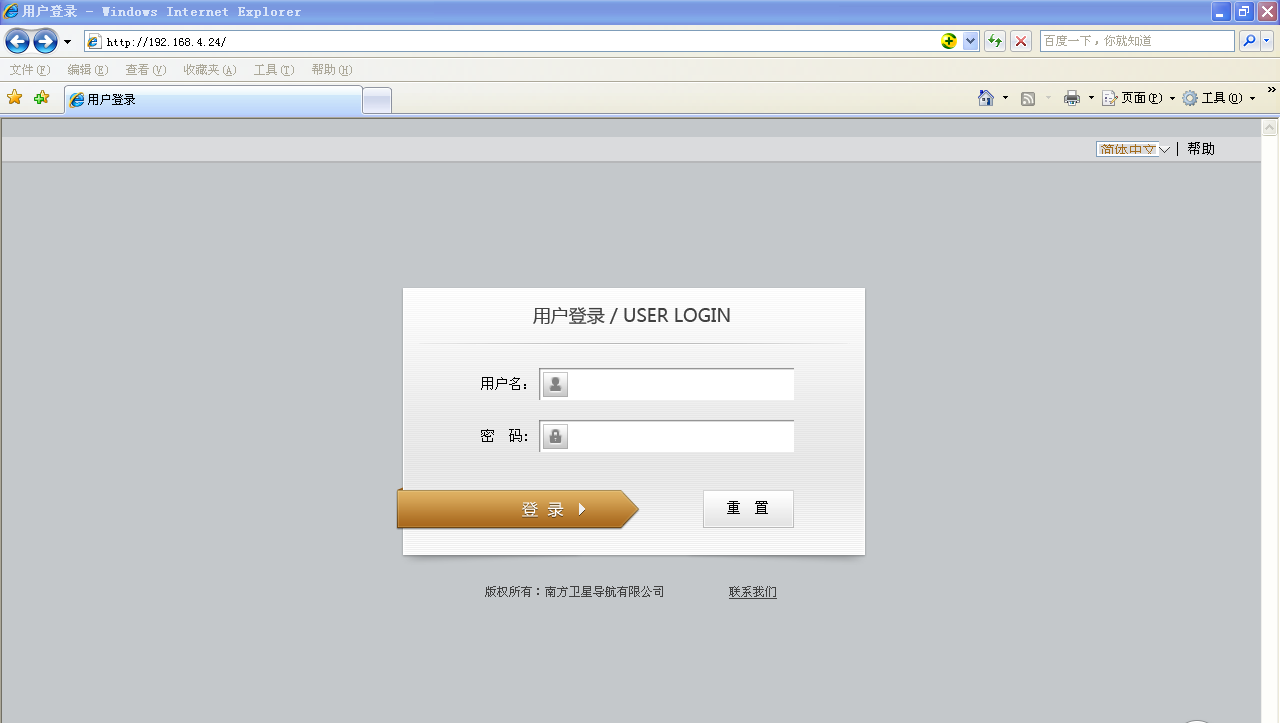 用户登录 - Windows Internet Explorer
http://192.168.4.24/
百度一下，你就知道
文件(F) 编辑(E) 查看(V) 收藏夹(A) 工具(T) 帮助(H)
用户登录
页面(P) 工具(O)
简体中文 | 帮助
用户登录 / USER LOGIN
用户名:
密 码:
登 录
重 置
版权所有：南方卫星导航有限公司
联系我们